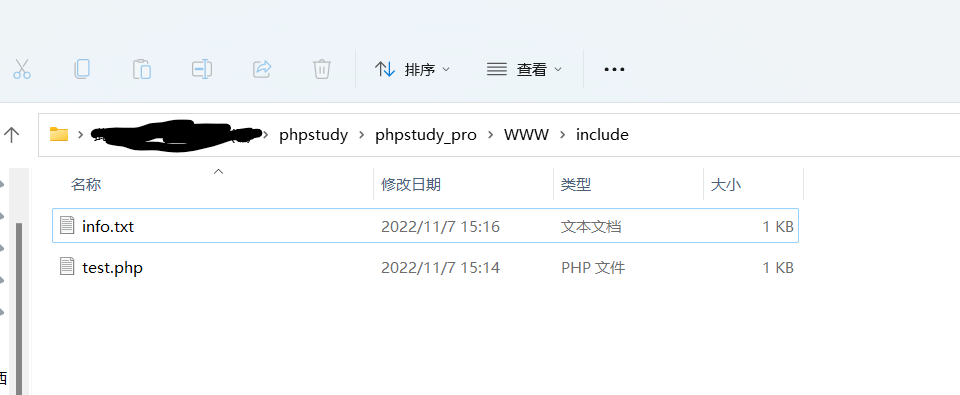 排序 查看
phpstudy phpstudy_pro WWW include
名称 修改日期 类型 大小
info.txt 2022/11/7 15:16 文本文档 1 KB
test.php 2022/11/7 15:14 PHP 文件 1 KB